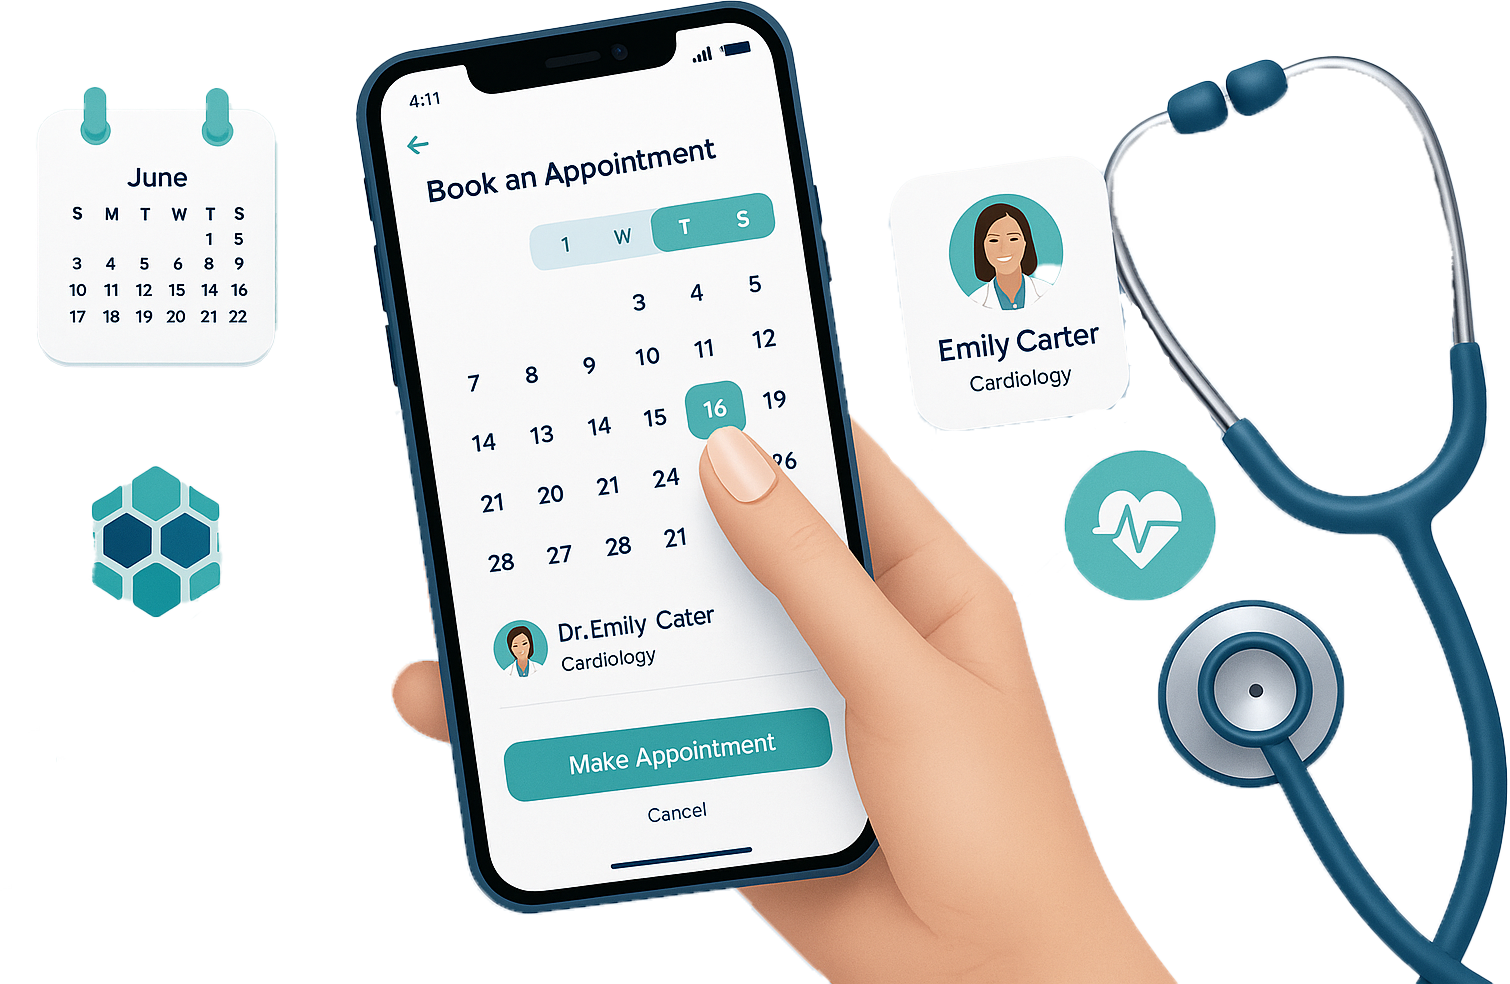 June
S M T W T S
1 5
3 4 5 6 8 9
10 11 12 15 14 16
17 18 19 20 21 22
4:11
Book an Appointment
1 W T S
3 4 5
7 8 9 10 11 12
14 13 14 15 16 19
21 20 21 24 26
28 27 28 21
Dr.Emily Cater
Cardiology
Make Appointment
Cancel
Emily Carter
Cardiology